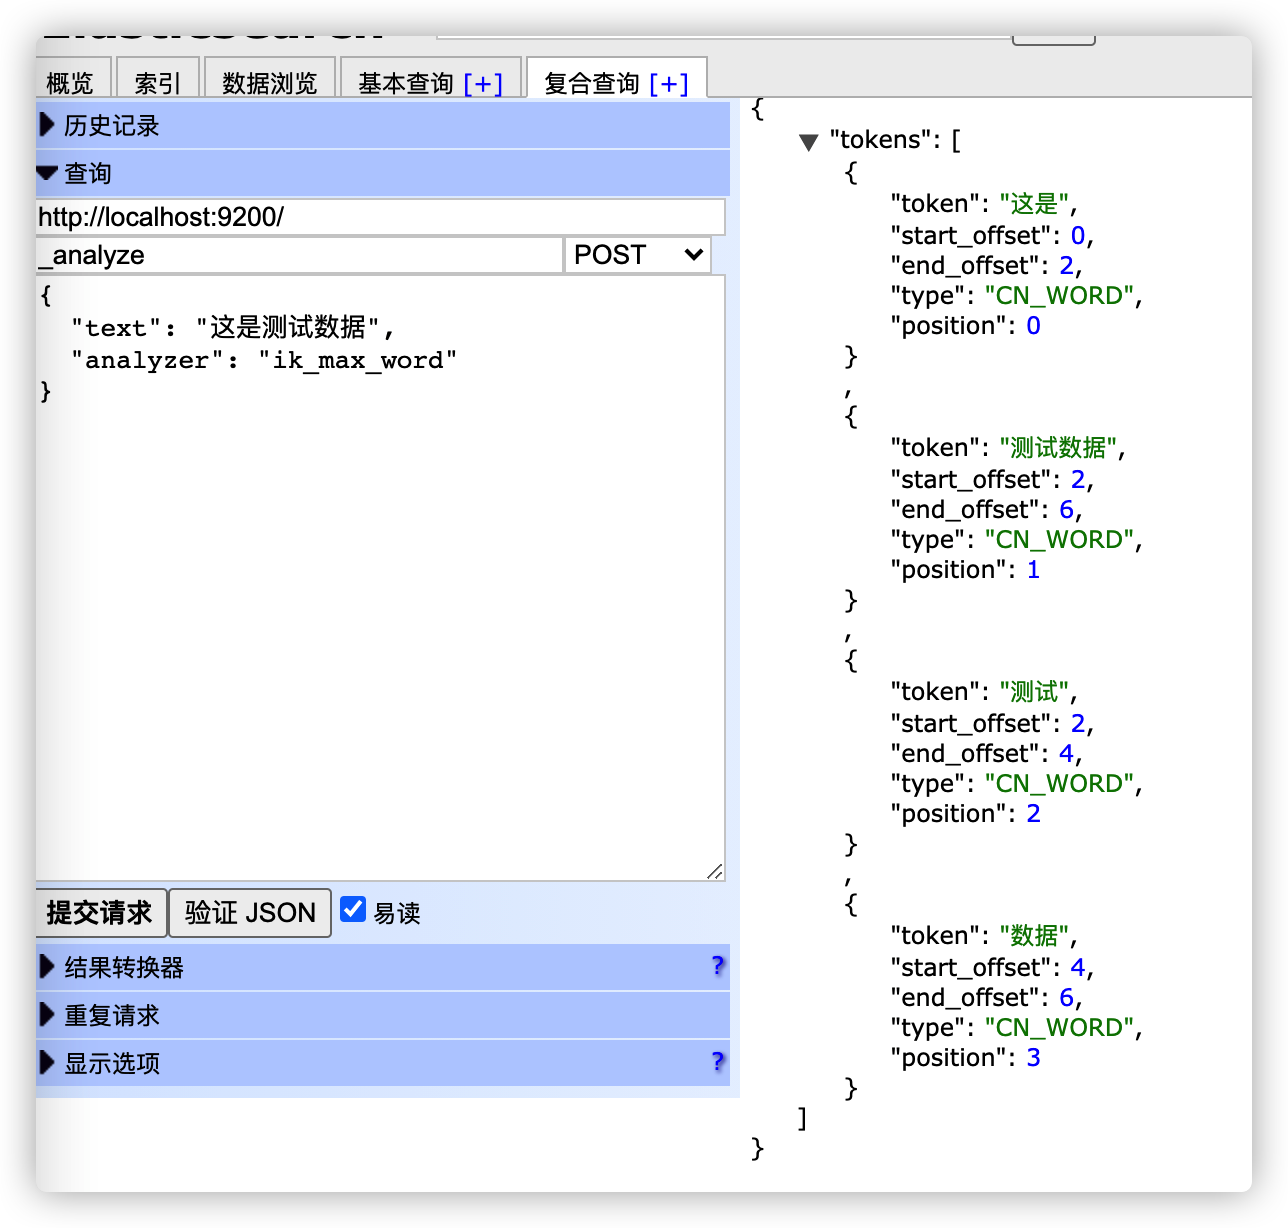 概览
索引
数据浏览
基本查询 [+]
复合查询 [+]
历史记录
查询
http://localhost:9200/
_analyze
POST
{
"text": "这是测试数据",
"analyzer": "ik_max_word"
}
提交请求
验证 JSON
易读
结果转换器 ?
重复请求
显示选项 ?
{
"tokens": [
{
"token": "这是",
"start_offset": 0,
"end_offset": 2,
"type": "CN_WORD",
"position": 0
}
,
{
"token": "测试数据",
"start_offset": 2,
"end_offset": 6,
"type": "CN_WORD",
"position": 1
}
,
{
"token": "测试",
"start_offset": 2,
"end_offset": 4,
"type": "CN_WORD",
"position": 2
}
,
{
"token": "数据",
"start_offset": 4,
"end_offset": 6,
"type": "CN_WORD",
"position": 3
}
]
}